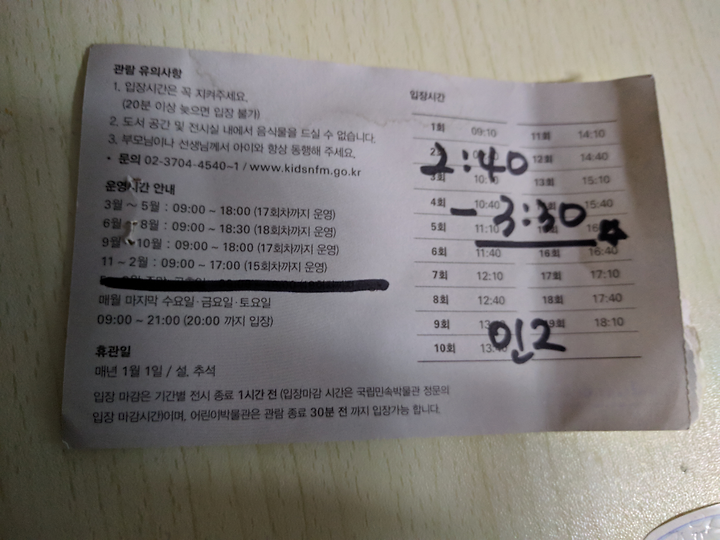 관람 유의사항
1. 입장시간은 꼭 지켜주세요.
(20분 이상 늦으면 입장 불가)
2. 도서 공간 및 전시실 내에서 음식물을 드실 수 없습니다.
3. 부모님이나 선생님께서 아이와 항상 동행해 주세요.
• 문의 02-3704-4540~1 / www.kidsnfm.go.kr
운영시간 안내
3월 ~ 5월 : 09:00 ~ 18:00 (17회차까지 운영)
6월 ~ 8월 : 09:00 ~ 18:30 (18회차까지 운영)
9월 ~ 10월 : 09:00 ~ 18:00 (17회차까지 운영)
11 ~ 2월 : 09:00 ~ 17:00 (15회차까지 운영)
매월 마지막 수요일·금요일·토요일
09:00 ~ 21:00 (20:00 까지 입장)
휴관일
매년 1월 1일 / 설, 추석
입장 마감은 기간별 전시 종료 1시간 전 (입장마감 시간은 국립민속박물관 정문의
입장 마감시간)이며, 어린이박물관은 관람 종료 30분 전 까지 입장가능 합니다.
입장시간
1회 09:10 11회 14:10
12회 14:40
3회 13회 15:10
4회 10:40 15:40
5회 11:10
6회 11:40 16회 16:40
7회 12:10 17회 17:10
8회 12:40 18회 17:40
9회 18:10
10회
2:40
- 3:30
인2